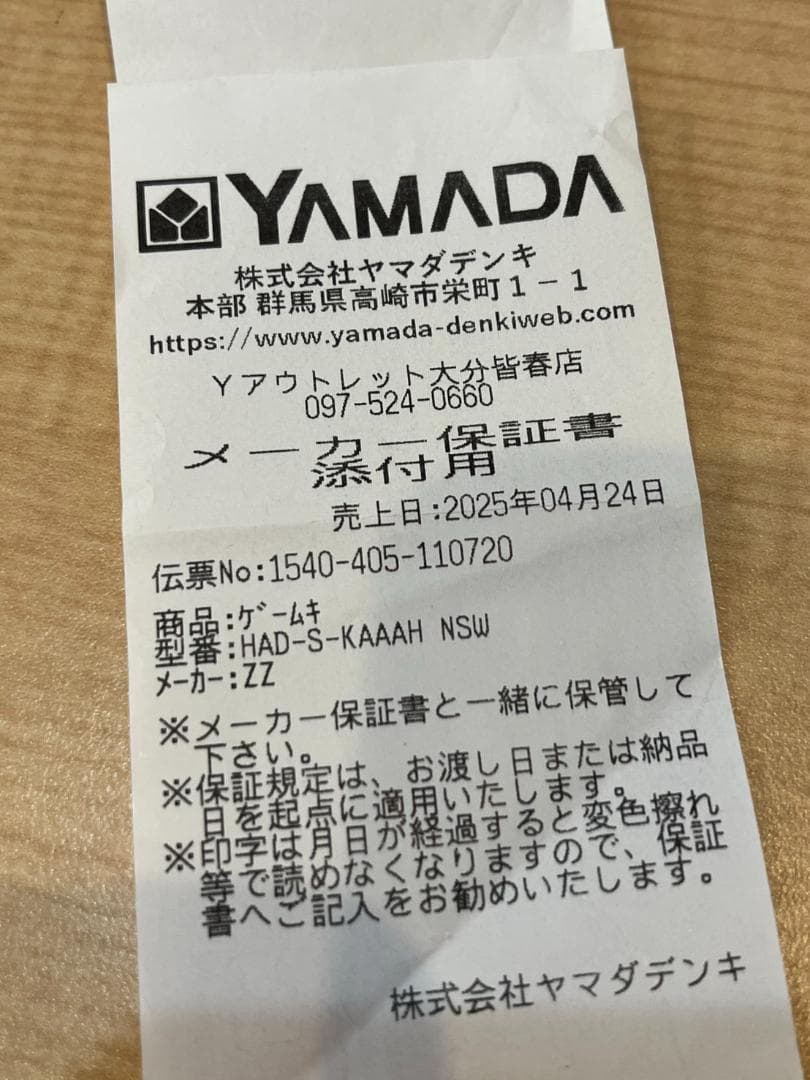 YAMADA
株式会社ヤマダデンキ
本部 群馬県高崎市栄町1-1
https://www.yamada-denkiweb.com
Yアウトレット大分皆春店
097-524-0660
メーカー保証書
添付用
売上日:2025年04月24日
伝票No:1540-405-110720
商品:ｹﾞｰﾑｷ
型番:HAD-S-KAAAH NSW
ﾒｰｶｰ:ZZ
※メーカー保証書と一緒に保管して
下さい。
※保証規定は、お渡し日または納品
日を起点に適用いたします。
※印字は月日が経過すると変色擦れ
等で読めなくなりますので、保証
書へご記入をお勧めいたします。
株式会社ヤマダデンキ